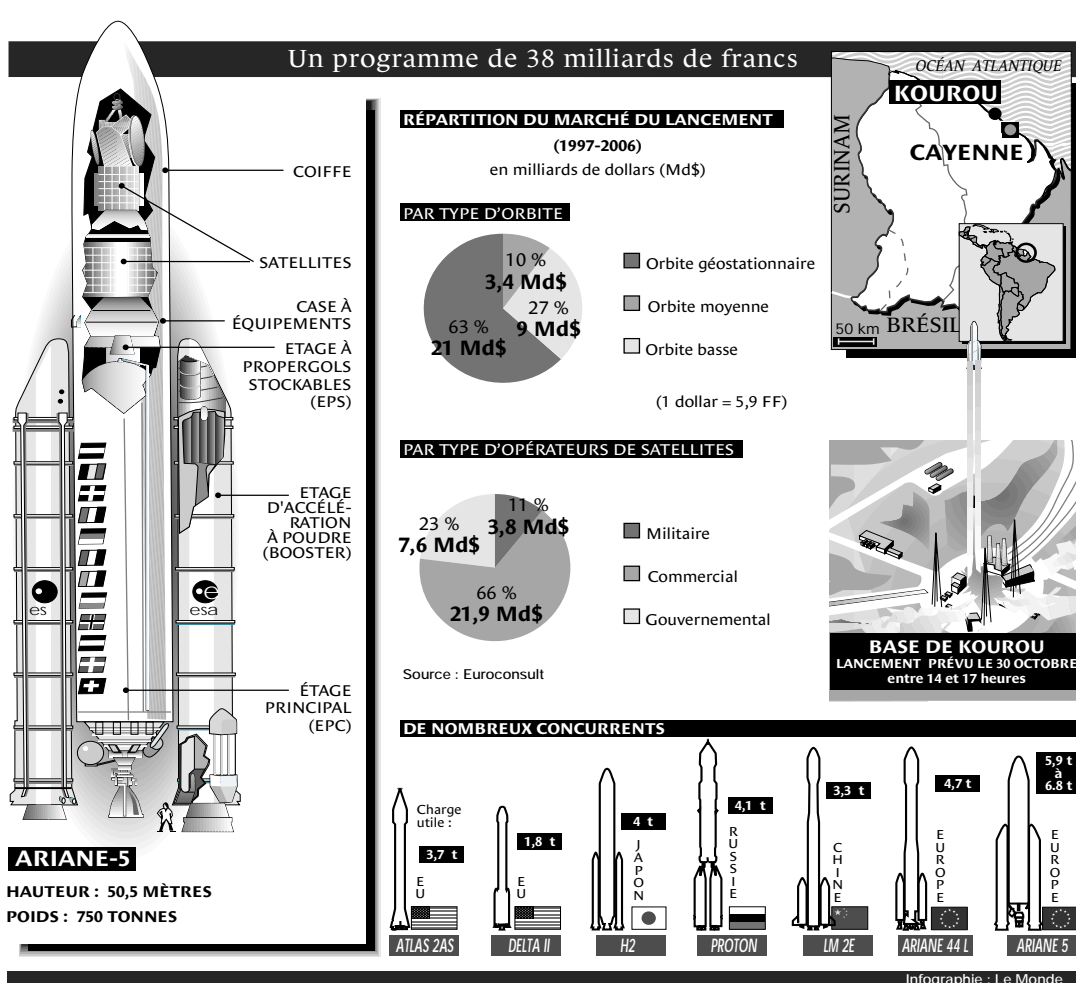 Un programme de 38 milliards de francs
COIFFE
SATELLITES
CASE À
ÉQUIPEMENTS
ETAGE À
PROPERGOLS
STOCKABLES
(EPS)
ETAGE
D'ACCÉLÉ-
RATION
À POUDRE
(BOOSTER)
es
esa
ÉTAGE
PRINCIPAL
(EPC)
ARIANE-5
HAUTEUR : 50,5 MÈTRES
POIDS : 750 TONNES
RÉPARTITION DU MARCHÉ DU LANCEMENT
(1997-2006)
en milliards de dollars (Md$)
PAR TYPE D'ORBITE
10 %
3,4 Md$
27 %
9 Md$
63 %
21 Md$
Orbite géostationnaire
Orbite moyenne
Orbite basse
(1 dollar = 5,9 FF)
PAR TYPE D'OPÉRATEURS DE SATELLITES
11 %
3,8 Md$
23 %
7,6 Md$
66 %
21,9 Md$
Militaire
Commercial
Gouvernemental
Source : Euroconsult
OCÉAN ATLANTIQUE
KOUROU
CAYENNE
SURINAM
BRÉSIL
50 km
BASE DE KOUROU
LANCEMENT PRÉVU LE 30 OCTOBRE
entre 14 et 17 heures
DE NOMBREUX CONCURRENTS
Charge
utile :
3,7 t
EU
ATLAS 2AS
1,8 t
EU
DELTA II
4 t
JAPON
H2
4,1 t
RUSSIE
PROTON
3,3 t
CHINE
LM 2E
4,7 t
EUROPE
ARIANE 44 L
5,9 t
à
6.8 t
EUROPE
ARIANE 5
Infographie : Le Monde